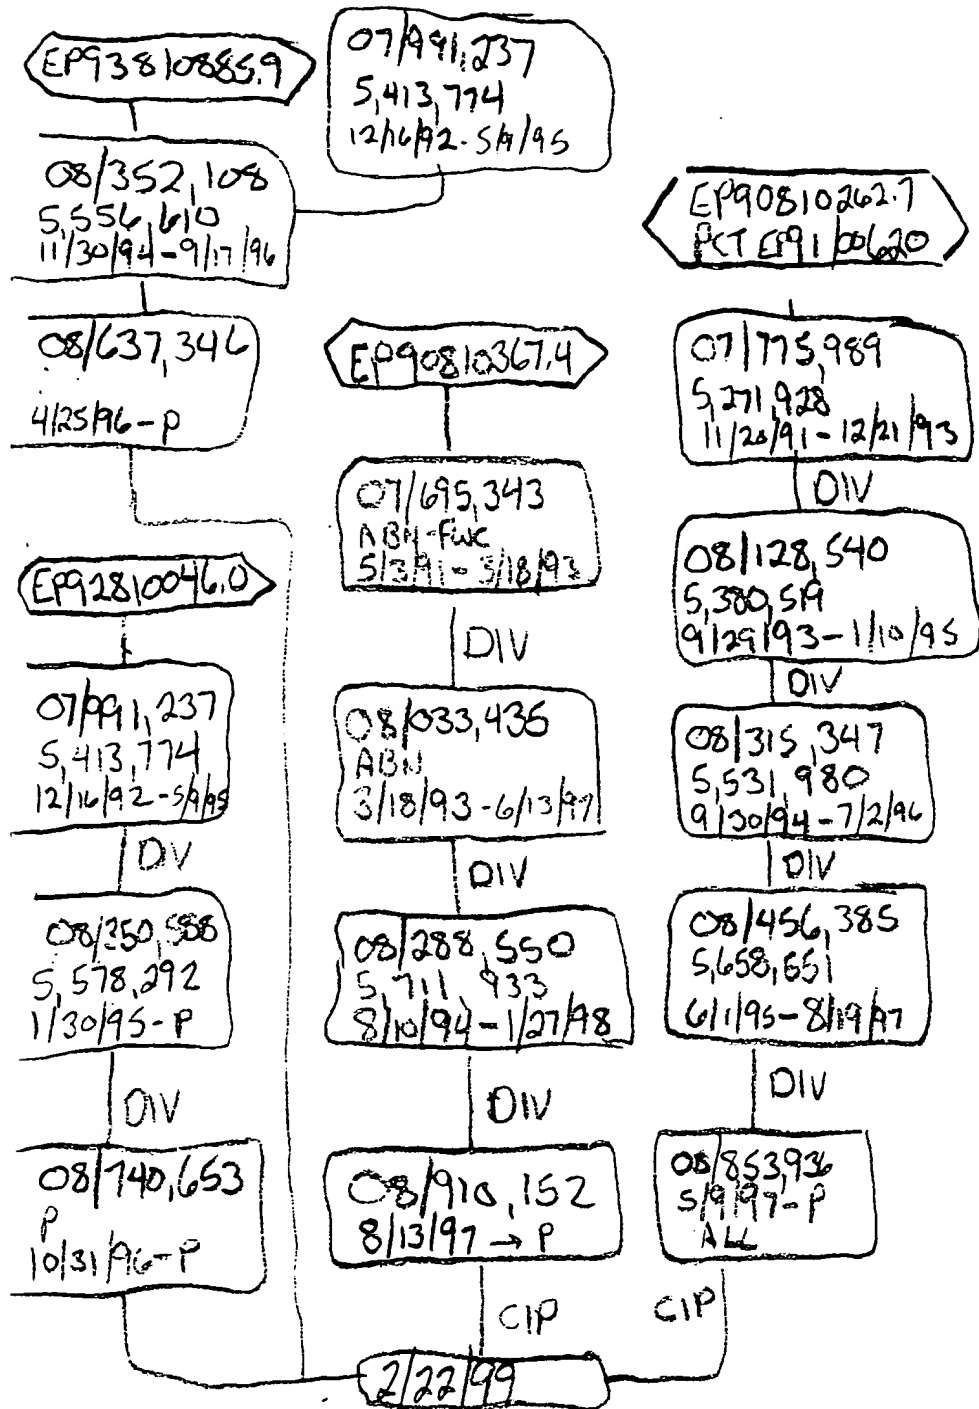 EP93810885.9
07/991,237
5,413,774
12/16/92 - 5/9/95
08/352,108
5,556,610
11/30/94 - 9/17/96
08/637,346
4/25/96 - P
EP92810046.0
07/991,237
5,413,774
12/16/92 - 5/9/95
DIV
08/350,588
5,578,292
1/30/95 - P
DIV
08/740,653
P
10/31/96 - P
EP90810367.4
07/695,343
ABN-FWC
5/3/91 - 3/18/93
DIV
08/033,435
ABN
3/18/93 - 6/13/97
DIV
08/288,550
5,711,933
8/10/94 - 1/27/98
DIV
08/910,152
8/13/97 → P
CIP
EP90810262.7
PCT EP91/00620
07/775,989
5,271,928
11/20/91 - 12/21/93
DIV
08/128,540
5,380,519
9/29/93 - 1/10/95
DIV
08/315,347
5,531,980
9/30/94 - 7/2/96
DIV
08/456,385
5,658,551
6/1/95 - 8/19/97
DIV
08/853,936
5/9/97 - P
ALL
CIP
2/22/99